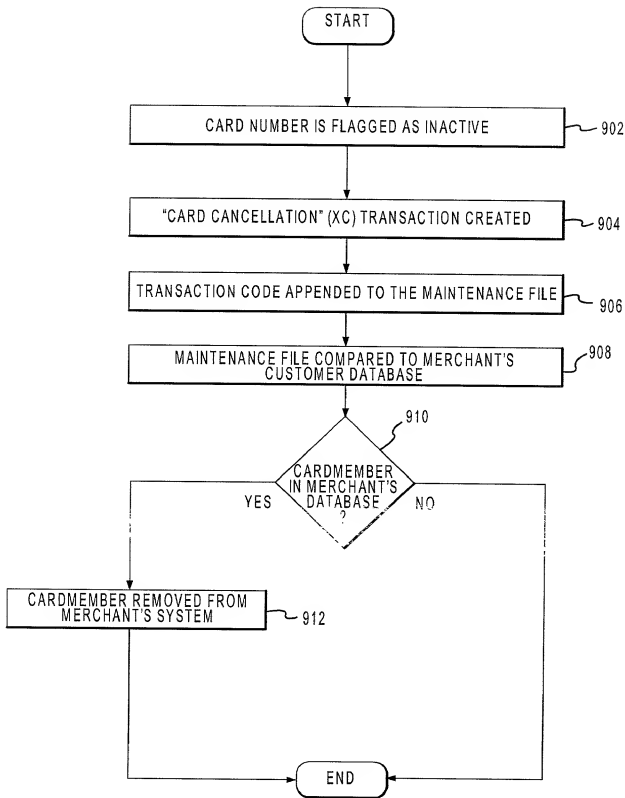 START
CARD NUMBER IS FLAGGED AS INACTIVE
902
“CARD CANCELLATION” (XC) TRANSACTION CREATED
904
TRANSACTION CODE APPENDED TO THE MAINTENANCE FILE
906
MAINTENANCE FILE COMPARED TO MERCHANT'S
CUSTOMER DATABASE
908
910
CARDMEMBER
IN MERCHANT'S
DATABASE
?
YES
NO
CARDMEMBER REMOVED FROM
MERCHANT'S SYSTEM
912
END